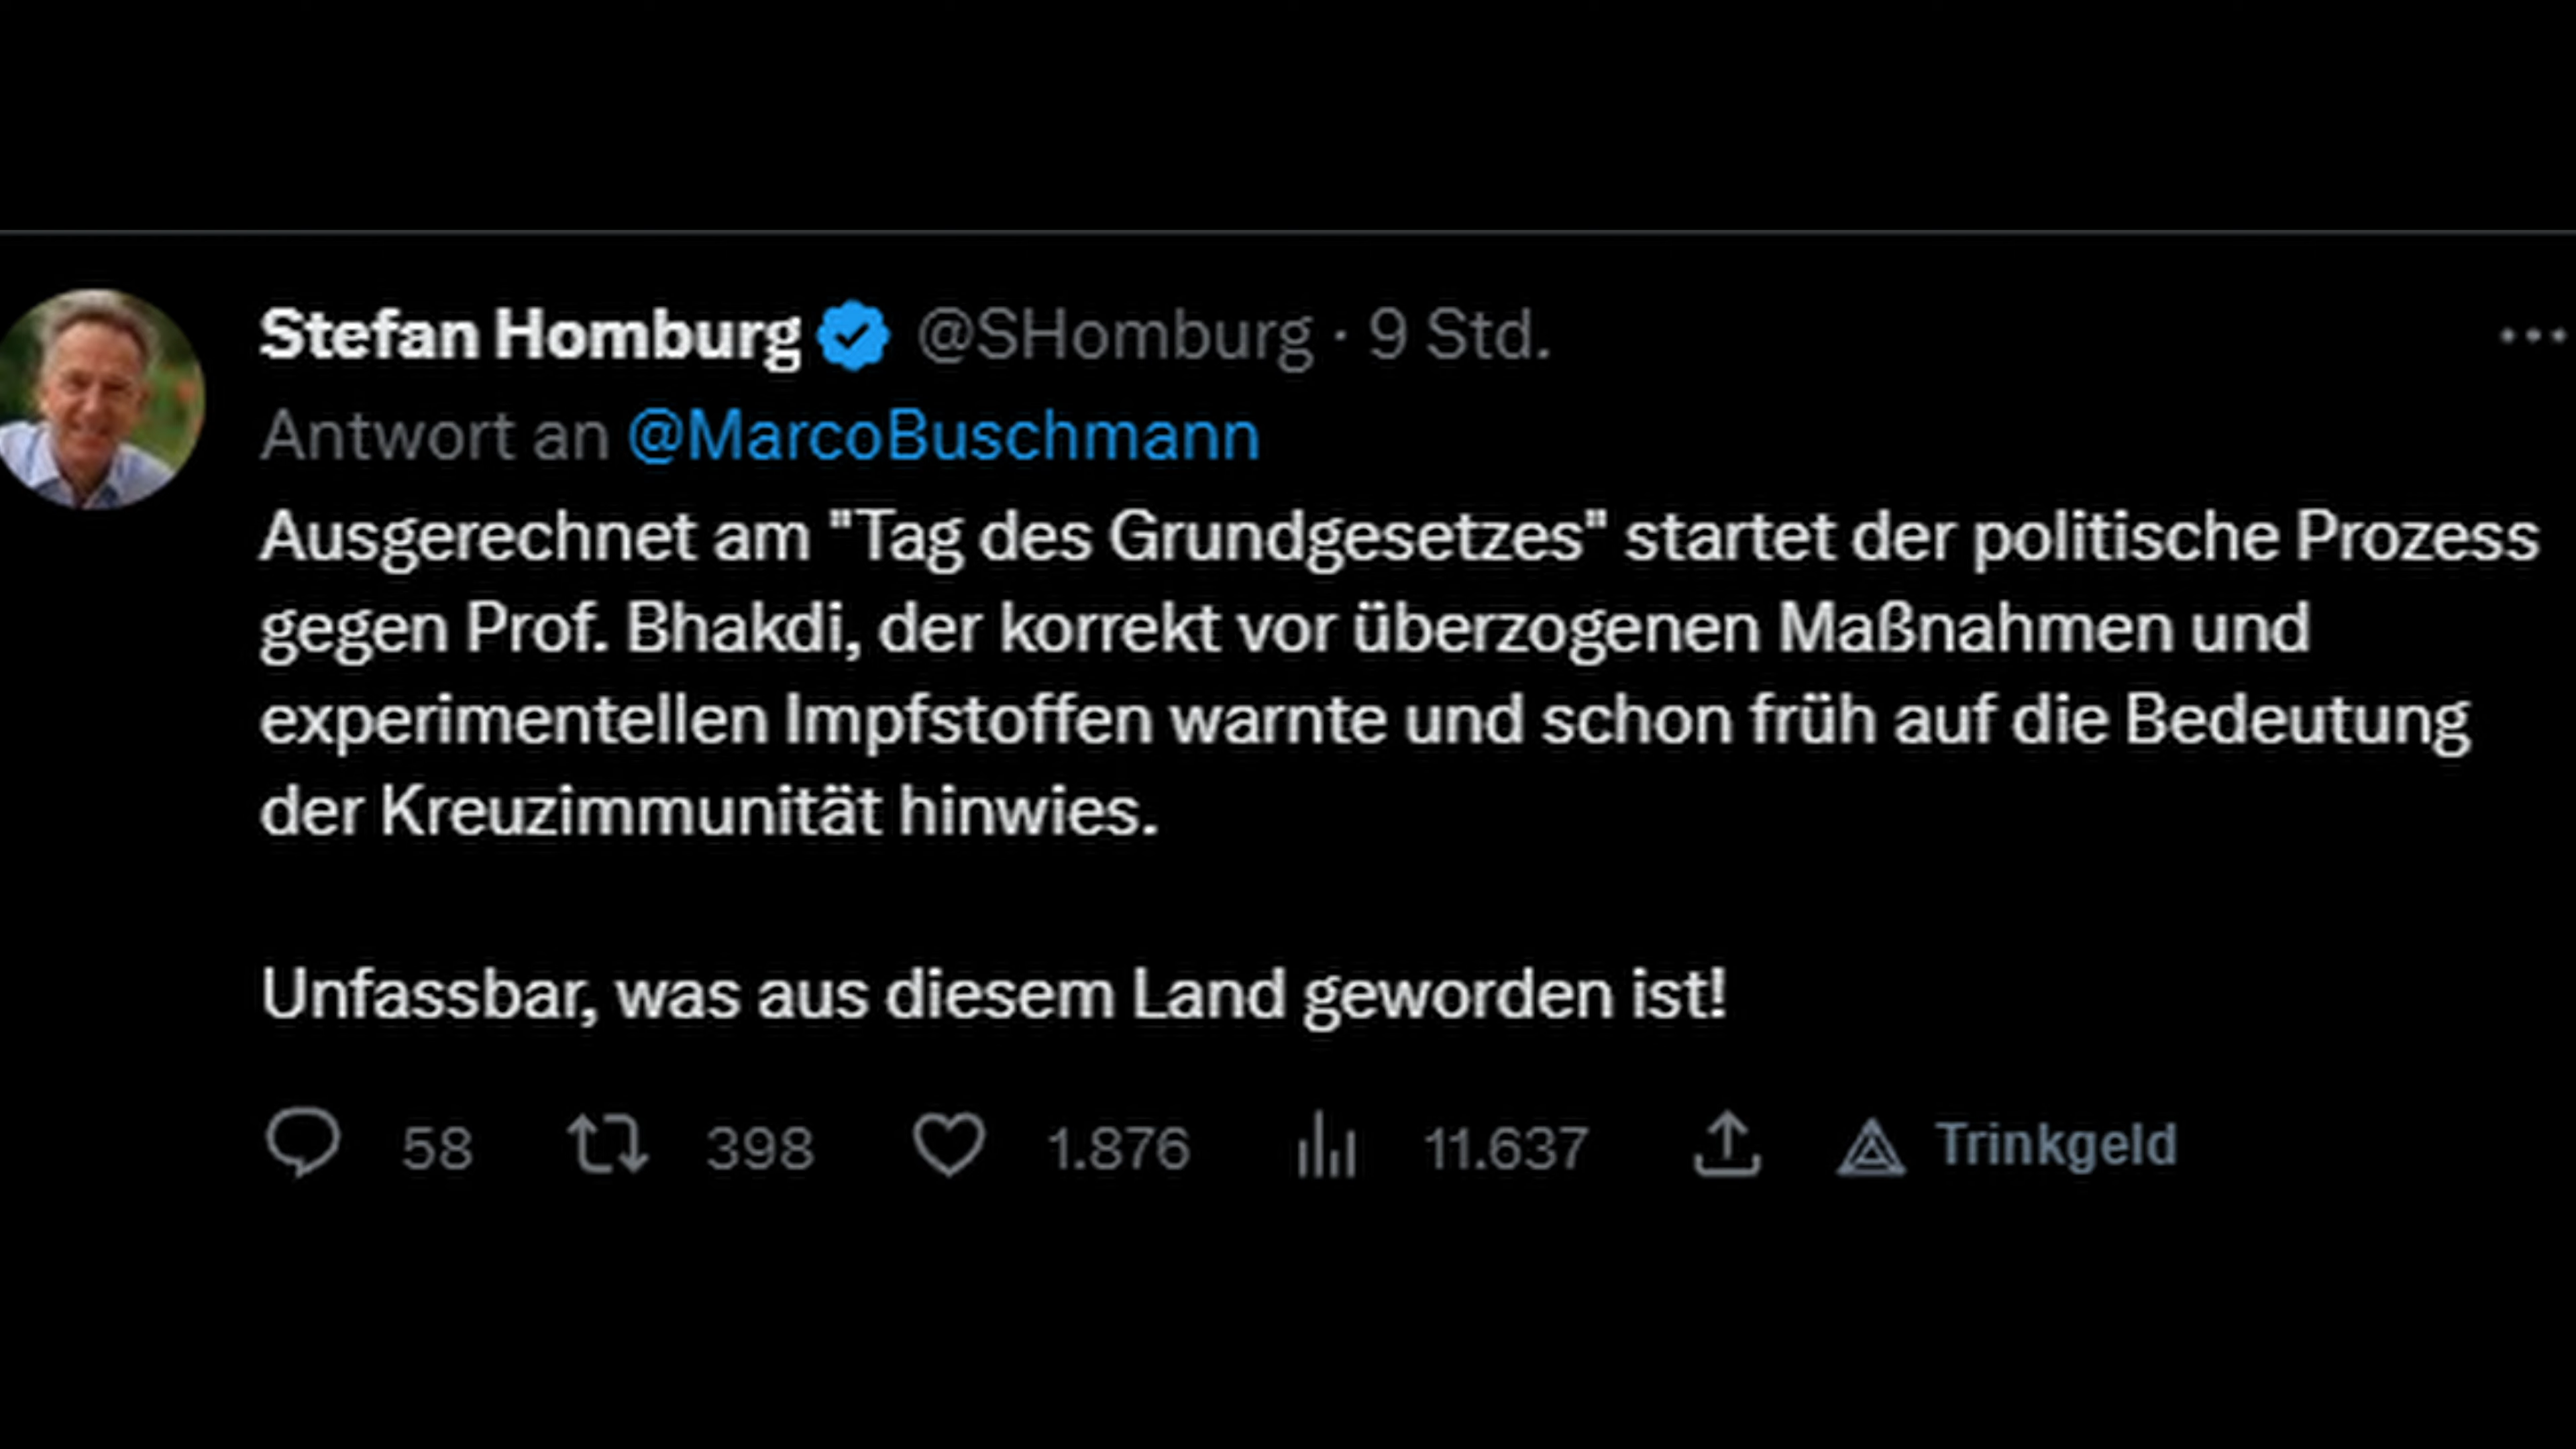 Stefan Homburg @SHomburg · 9 Std.
Antwort an @MarcoBuschmann
Ausgerechnet am "Tag des Grundgesetzes" startet der politische Prozess
gegen Prof. Bhakdi, der korrekt vor überzogenen Maßnahmen und
experimentellen Impfstoffen warnte und schon früh auf die Bedeutung
der Kreuzimmunität hinwies.
Unfassbar, was aus diesem Land geworden ist!
58 398 1.876 11.637 Trinkgeld